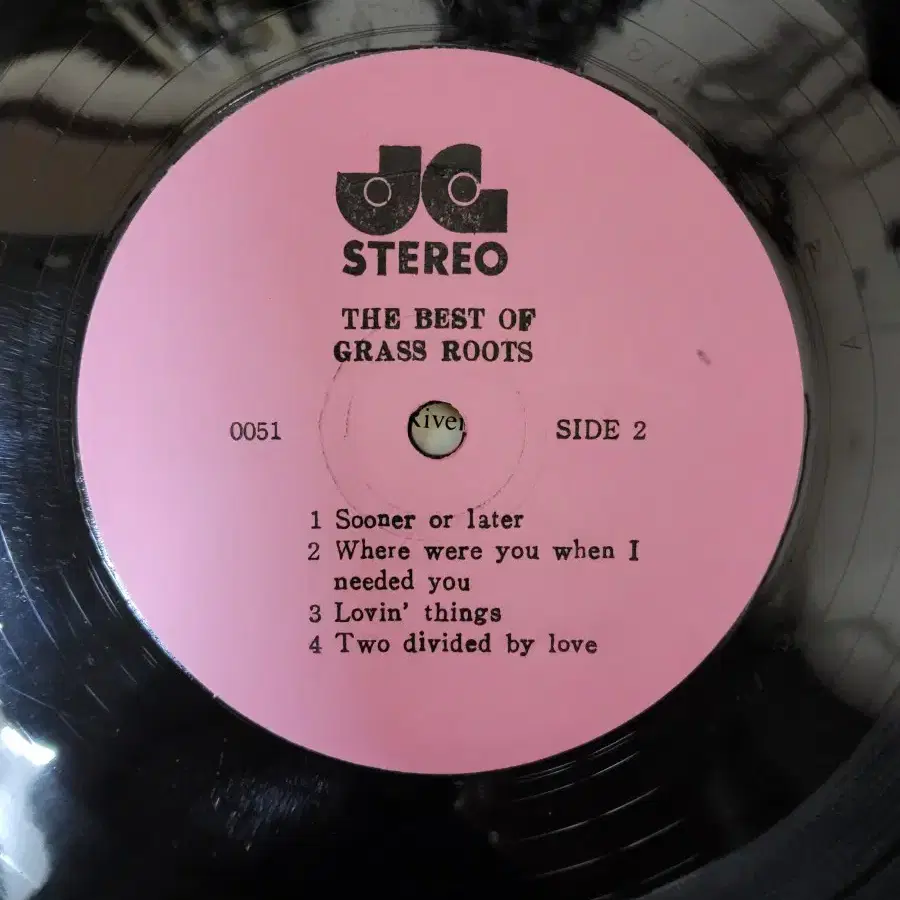 JG
STEREO
THE BEST OF
GRASS ROOTS
0051
SIDE 2
1 Sooner or later
2 Where were you when I
needed you
3 Lovin' things
4 Two divided by love